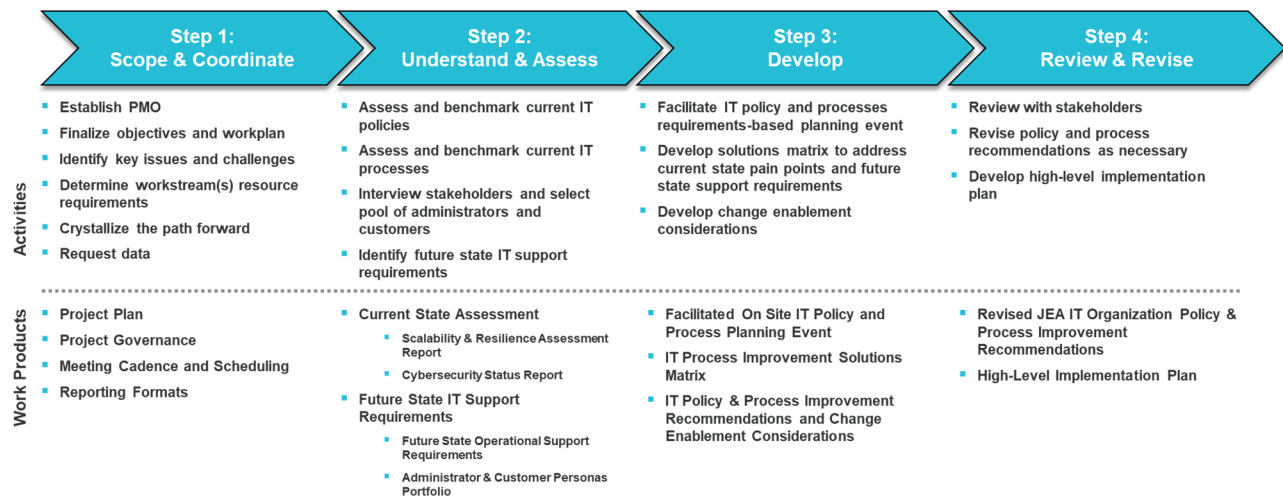 Step 1:
Scope & Coordinate
Step 2:
Understand & Assess
Step 3:
Develop
Step 4:
Review & Revise
Activities
Establish PMO
Finalize objectives and workplan
Identify key issues and challenges
Determine workstream(s) resource
requirements
Crystallize the path forward
Request data
Assess and benchmark current IT
policies
Assess and benchmark current IT
processes
Interview stakeholders and select
pool of administrators and
customers
Identify future state IT support
requirements
Facilitate IT policy and processes
requirements-based planning event
Develop solutions matrix to address
current state pain points and future
state support requirements
Develop change enablement
considerations
Review with stakeholders
Revise policy and process
recommendations as necessary
Develop high-level implementation
plan
Work Products
Project Plan
Project Governance
Meeting Cadence and Scheduling
Reporting Formats
Current State Assessment
Scalability & Resilience Assessment
Report
Cybersecurity Status Report
Future State IT Support
Requirements
Future State Operational Support
Requirements
Administrator & Customer Personas
Portfolio
Facilitated On Site IT Policy and
Process Planning Event
IT Process Improvement Solutions
Matrix
IT Policy & Process Improvement
Recommendations and Change
Enablement Considerations
Revised JEA IT Organization Policy &
Process Improvement
Recommendations
High-Level Implementation Plan